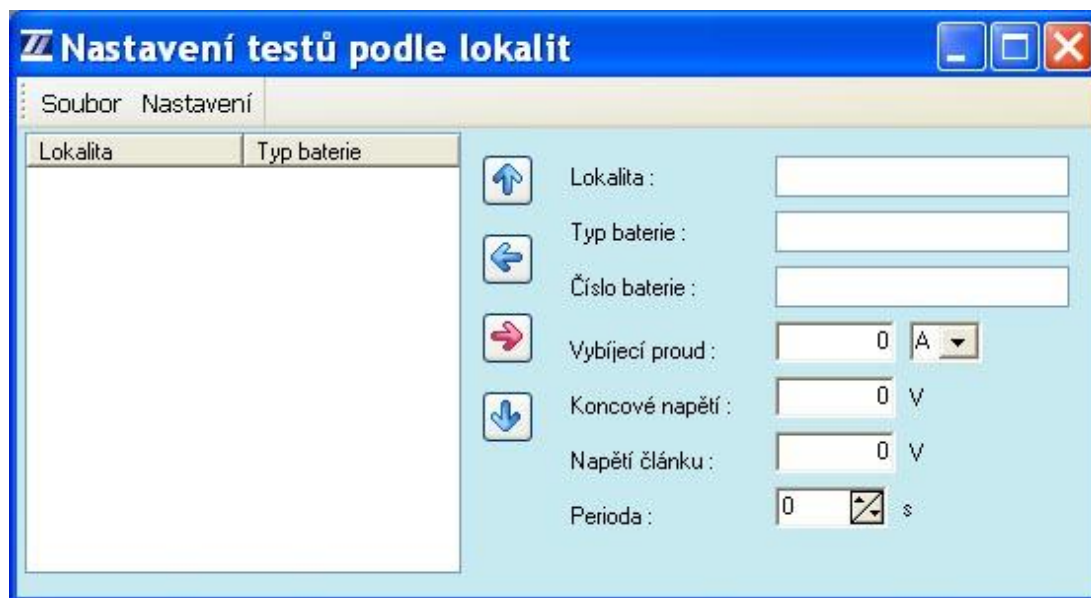 Nastavení testů podle lokalit
Soubor Nastavení
Lokalita Typ baterie
Lokalita :
Typ baterie :
Číslo baterie :
Vybíjecí proud : 0 A
Koncové napětí : 0 V
Napětí článku : 0 V
Perioda : 0 s